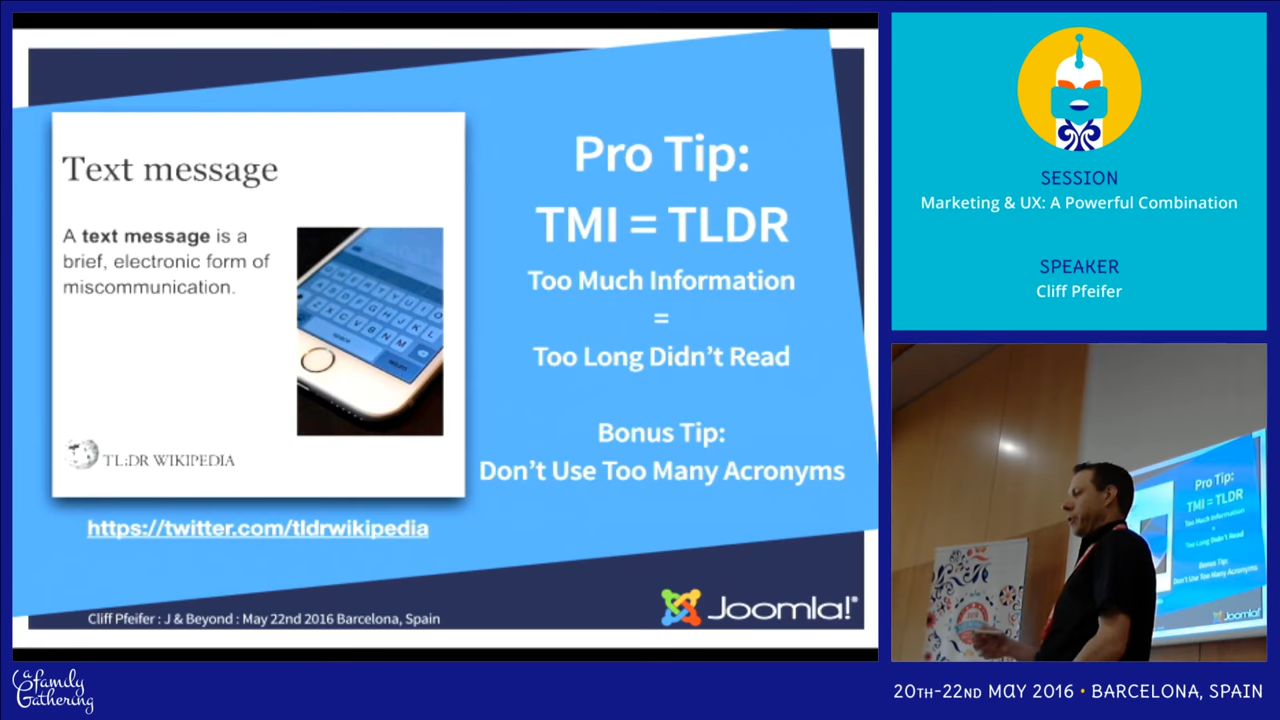 Text message
A text message is a
brief, electronic form of
miscommunication.
TL;DR WIKIPEDIA
https://twitter.com/tldrwikipedia
Pro Tip:
TMI = TLDR
Too Much Information
=
Too Long Didn't Read
Bonus Tip:
Don't Use Too Many Acronyms
Cliff Pfeifer : J & Beyond : May 22nd 2016 Barcelona, Spain
Joomla!®
SESSION
Marketing & UX: A Powerful Combination
SPEAKER
Cliff Pfeifer
Pro Tip:
TMI = TLDR
Too Much Information
=
Too Long Didn't Read
Bonus Tip:
Don't Use Too Many Acronyms
Joomla!
a family
Gathering
20TH-22ND MAY 2016 • BARCELONA, SPAIN